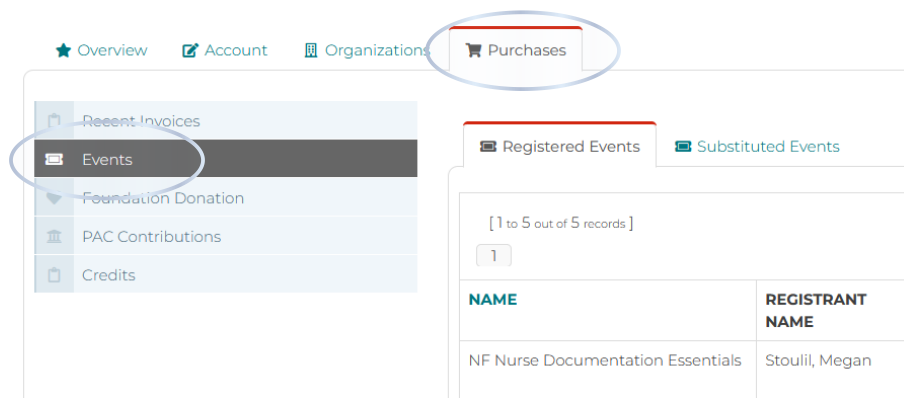 Overview Account Organizations Purchases
Recent Invoices
Events
Foundation Donation
PAC Contributions
Credits
Registered Events Substituted Events
[ 1 to 5 out of 5 records ]
1
NAME REGISTRANT NAME
NF Nurse Documentation Essentials Stoulil, Megan